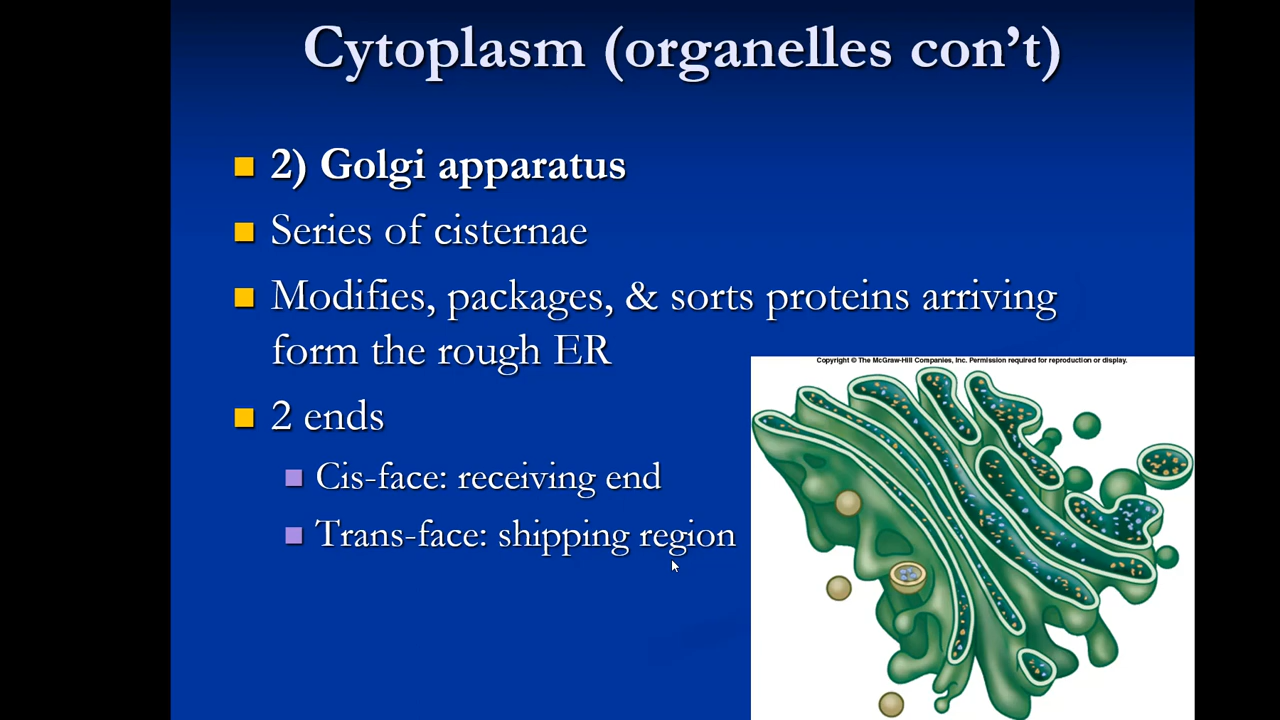 Cytoplasm (organelles con’t)
2) Golgi apparatus
Series of cisternae
Modifies, packages, & sorts proteins arriving
form the rough ER
2 ends
Cis-face: receiving end
Trans-face: shipping region
Copyright © The McGraw-Hill Companies, Inc. Permission required for reproduction or display.